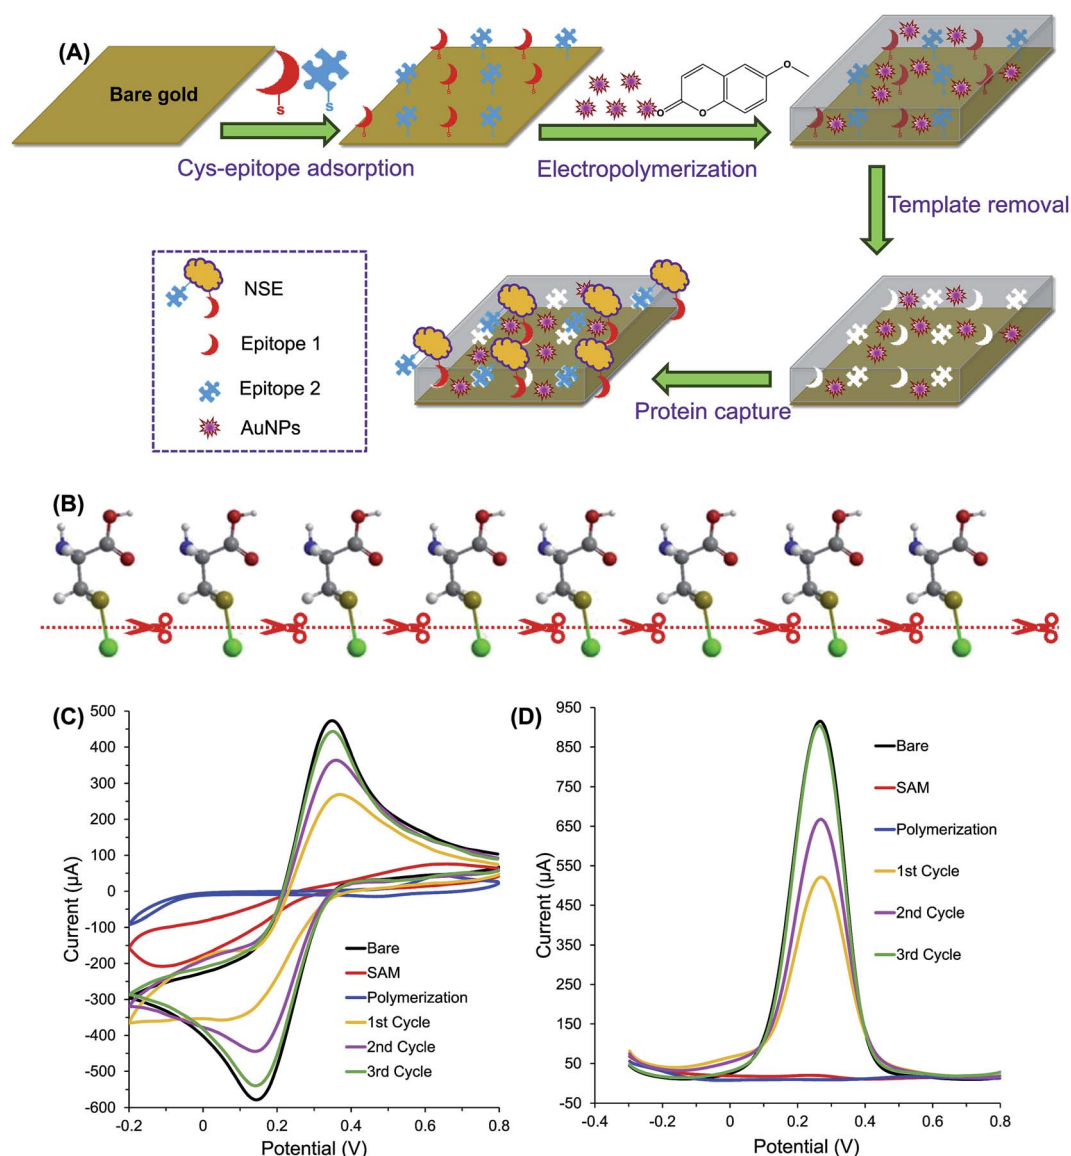 (A)
Bare gold
s
s
s
s
s
s
o
o
o
Cys-epitope adsorption
Electropolymerization
Template removal
NSE
Epitope 1
Epitope 2
AuNPs
Protein capture
(B)
(C)
500
400
300
200
100
0
-100
-200
-300
-400
-500
-600
Current (µA)
-0.2
0
0.2
0.4
0.6
0.8
Potential (V)
Bare
SAM
Polymerization
1st Cycle
2nd Cycle
3rd Cycle
(D)
950
850
750
650
550
450
350
250
150
50
-50
Current (µA)
-0.4
-0.2
0
0.2
0.4
0.6
0.8
Potential (V)
Bare
SAM
Polymerization
1st Cycle
2nd Cycle
3rd Cycle